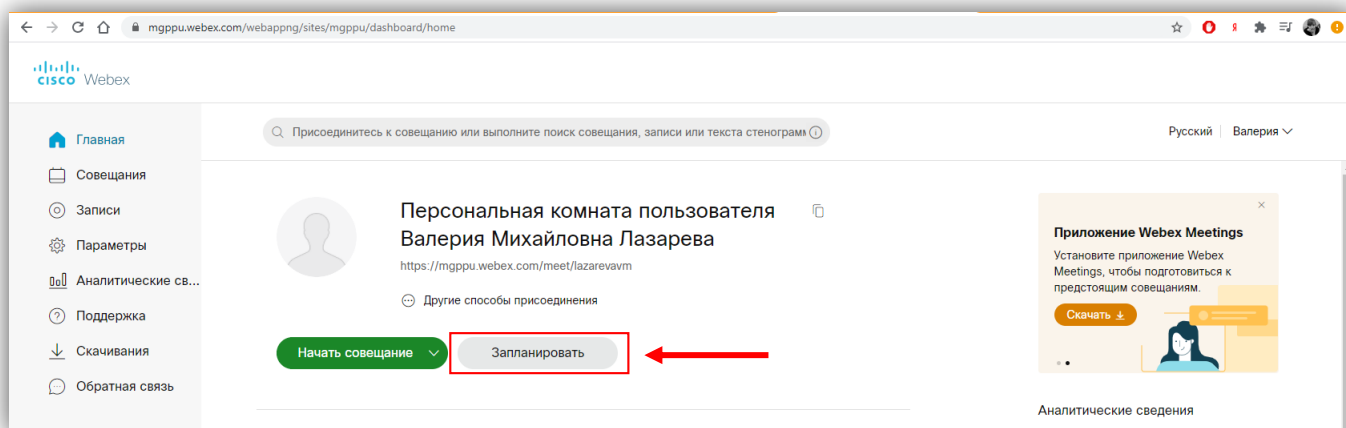 mgppu.webex.com/webappng/sites/mgppu/dashboard/home
CISCO Webex
Главная
Совещания
Записи
Параметры
Аналитические св...
Поддержка
Скачивания
Обратная связь
Присоединитесь к совещанию или выполните поиск совещания, записи или текста стенограмм
Русский Валерия
Персональная комната пользователя
Валерия Михайловна Лазарева
https://mgppu.webex.com/meet/lazarevavm
Другие способы присоединения
Начать совещание
Запланировать
Приложение Webex Meetings
Установите приложение Webex
Meetings, чтобы подготовиться к
предстоящим совещаниям.
Скачать
Аналитические сведения